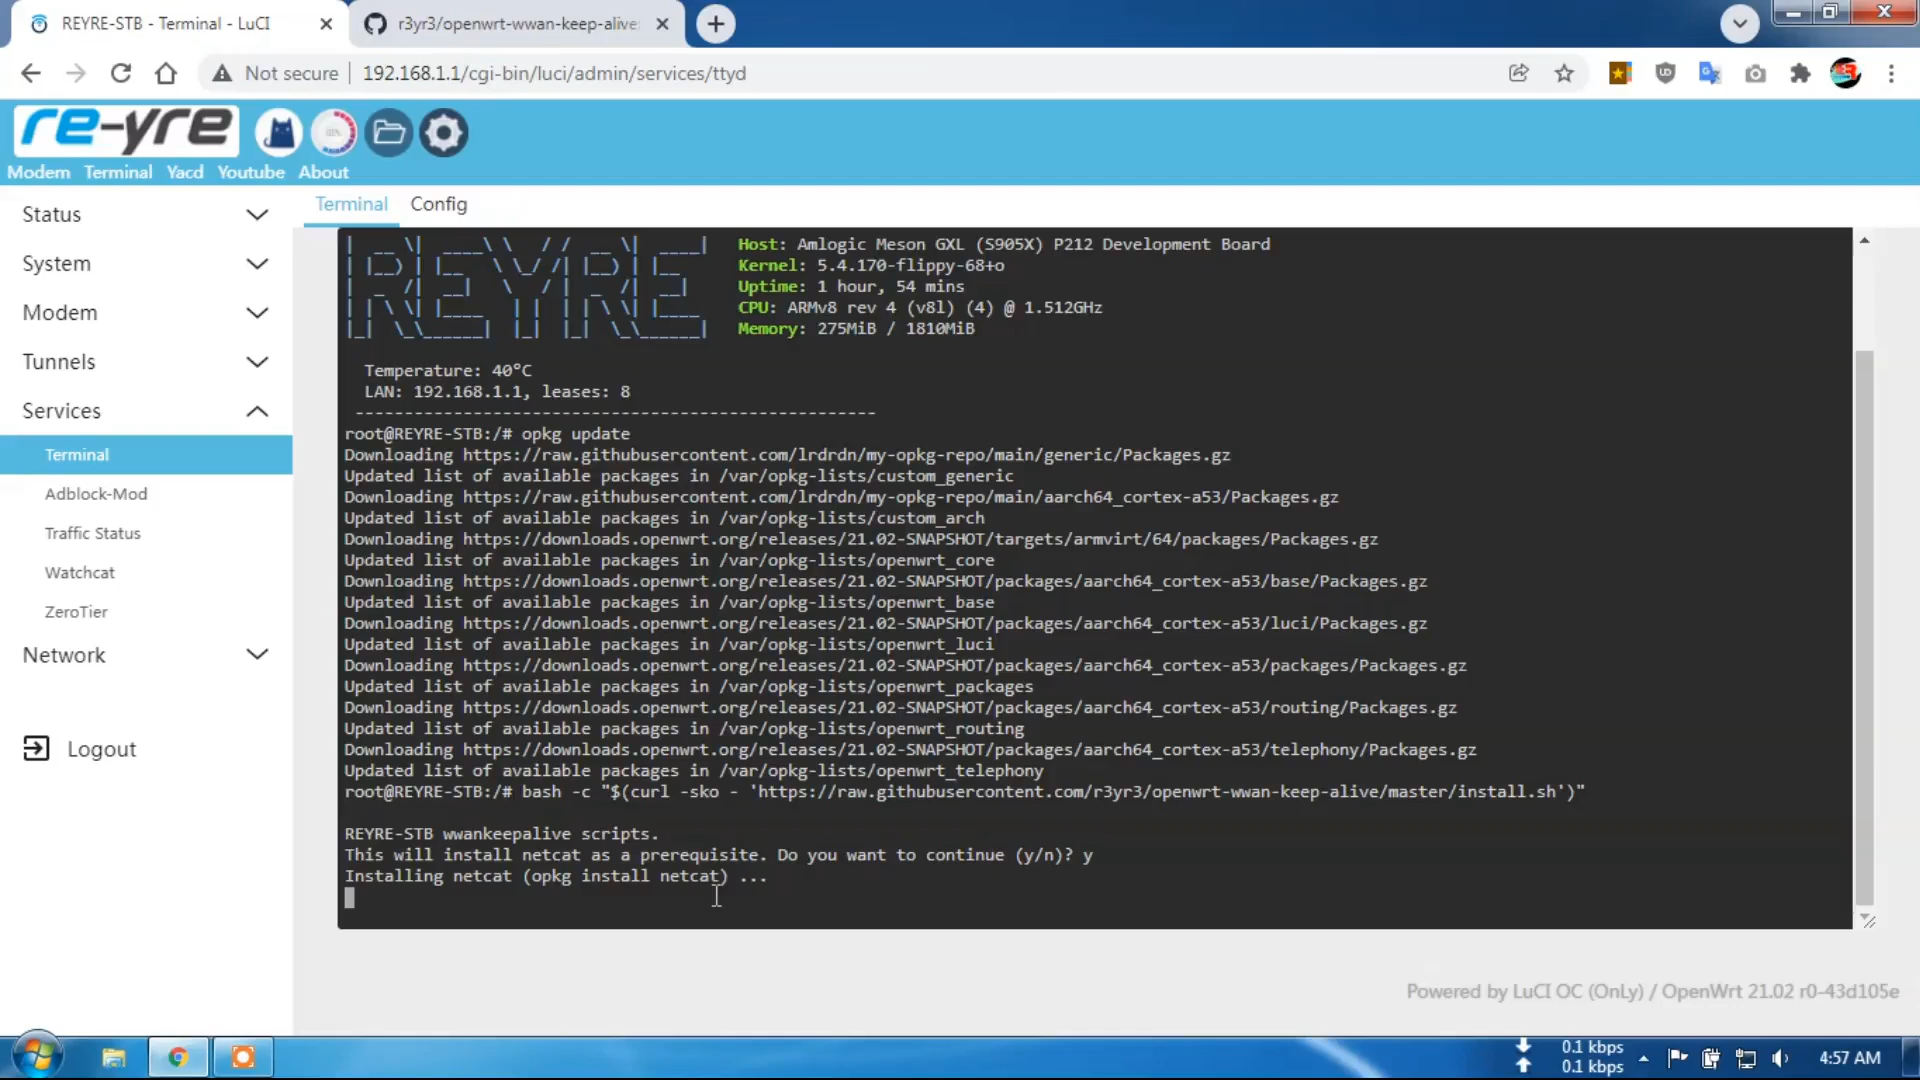 REYRE-STB - Terminal - LuCI
r3yr3/openwrt-wwan-keep-alive:
Not secure
192.168.1.1/cgi-bin/luci/admin/services/ttyd
re-yre
Modem Terminal Yacd Youtube About
Terminal Config
Status
System
Modem
Tunnels
Services
Terminal
Adblock-Mod
Traffic Status
Watchcat
ZeroTier
Network
Logout
REYRE
Host: Amlogic Meson GXL (S905X) P212 Development Board
Kernel: 5.4.170-flippy-68+o
Uptime: 1 hour, 54 mins
CPU: ARMv8 rev 4 (v8l) (4) @ 1.512GHz
Memory: 275MiB / 1810MiB
Temperature: 40°C
LAN: 192.168.1.1, leases: 8
-----------------------------------------------------
root@REYRE-STB:/# opkg update
Downloading https://raw.githubusercontent.com/lrdrdn/my-opkg-repo/main/generic/Packages.gz
Updated list of available packages in /var/opkg-lists/custom_generic
Downloading https://raw.githubusercontent.com/lrdrdn/my-opkg-repo/main/aarch64_cortex-a53/Packages.gz
Updated list of available packages in /var/opkg-lists/custom_arch
Downloading https://downloads.openwrt.org/releases/21.02-SNAPSHOT/targets/armvirt/64/packages/Packages.gz
Updated list of available packages in /var/opkg-lists/openwrt_core
Downloading https://downloads.openwrt.org/releases/21.02-SNAPSHOT/packages/aarch64_cortex-a53/base/Packages.gz
Updated list of available packages in /var/opkg-lists/openwrt_base
Downloading https://downloads.openwrt.org/releases/21.02-SNAPSHOT/packages/aarch64_cortex-a53/luci/Packages.gz
Updated list of available packages in /var/opkg-lists/openwrt_luci
Downloading https://downloads.openwrt.org/releases/21.02-SNAPSHOT/packages/aarch64_cortex-a53/packages/Packages.gz
Updated list of available packages in /var/opkg-lists/openwrt_packages
Downloading https://downloads.openwrt.org/releases/21.02-SNAPSHOT/packages/aarch64_cortex-a53/routing/Packages.gz
Updated list of available packages in /var/opkg-lists/openwrt_routing
Downloading https://downloads.openwrt.org/releases/21.02-SNAPSHOT/packages/aarch64_cortex-a53/telephony/Packages.gz
Updated list of available packages in /var/opkg-lists/openwrt_telephony
root@REYRE-STB:/# bash -c "$(curl -sko - 'https://raw.githubusercontent.com/r3yr3/openwrt-wwan-keep-alive/master/install.sh')"
REYRE-STB wwankeepalive scripts.
This will install netcat as a prerequisite. Do you want to continue (y/n)? y
Installing netcat (opkg install netcat) ...
Powered by LuCI OC (OnLy) / OpenWrt 21.02 r0-43d105e
0.1 kbps
0.1 kbps
4:57 AM